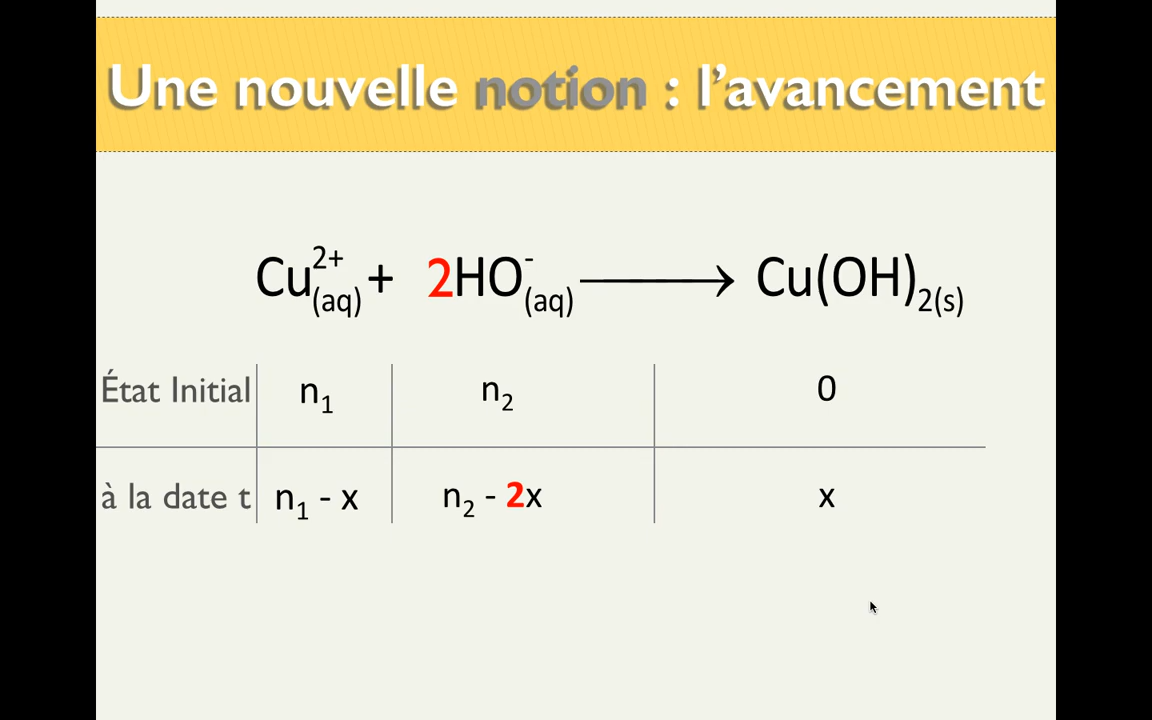 Une nouvelle notion : l’avancement
Cu²⁺(aq) + 2HO⁻(aq) ⟶ Cu(OH)₂(s)
État Initial n₁ n₂ 0
à la date t n₁ - x n₂ - 2x x